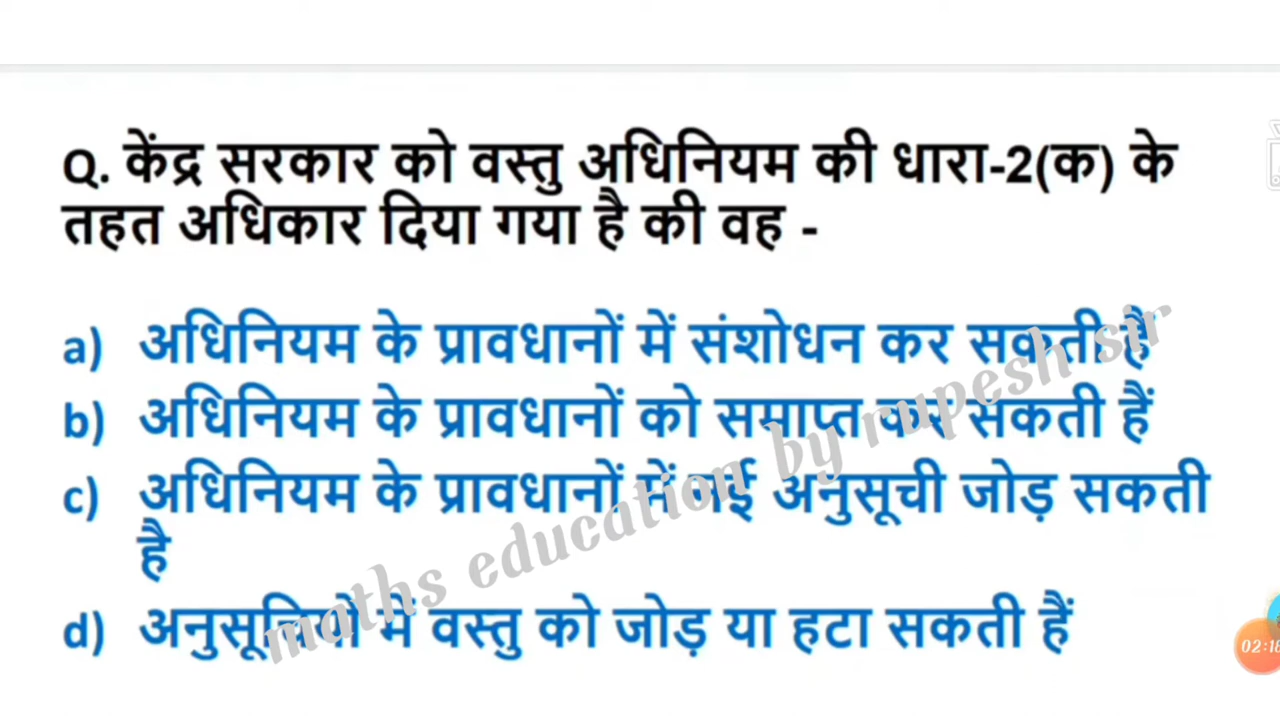 Q. केंद्र सरकार को वस्तु अधिनियम की धारा-2(क) के
तहत अधिकार दिया गया है की वह -
a) अधिनियम के प्रावधानों में संशोधन कर सकती हैं
b) अधिनियम के प्रावधानों को समाप्त कर सकती हैं
c) अधिनियम के प्रावधानों में नई अनुसूची जोड़ सकती
है
d) अनुसूचियों में वस्तु को जोड़ या हटा सकती हैं
maths education by rupesh sir
02:18